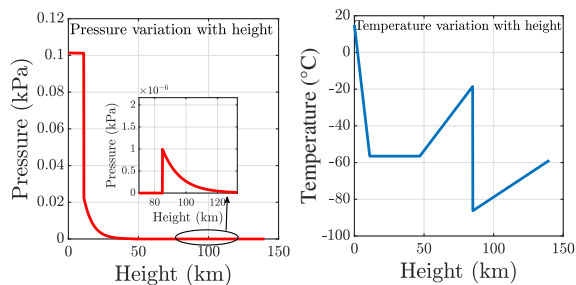 Pressure variation with height
0.12
0.1
0.08
0.06
0.04
0.02
0
0 50 100 150
Pressure (kPa)
Height (km)
×10⁻⁶
2
1.5
1
0.5
0
80 100 120
Pressure (kPa)
Height (km)
Temperature variation with height
20
0
-20
-40
-60
-80
-100
0 50 100 150
Temperature (°C)
Height (km)